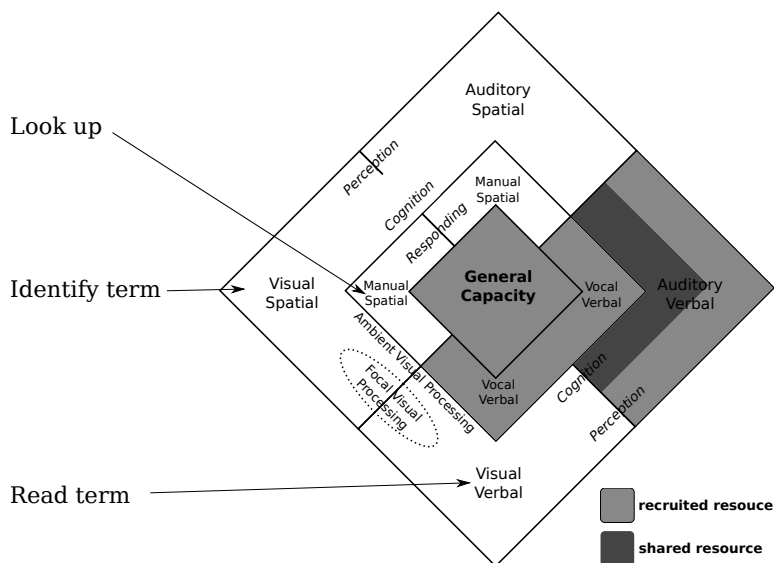 Auditory
Spatial
Look up
Perception
Manual
Spatial
Cognition
Responding
General
Capacity
Identify term
Visual
Spatial
Manual
Spatial
Vocal
Verbal
Auditory
Verbal
Ambient Visual Processing
Focal Visual
Processing
Vocal
Verbal
Cognition
Perception
Read term
Visual
Verbal
recruited resouce
shared resource